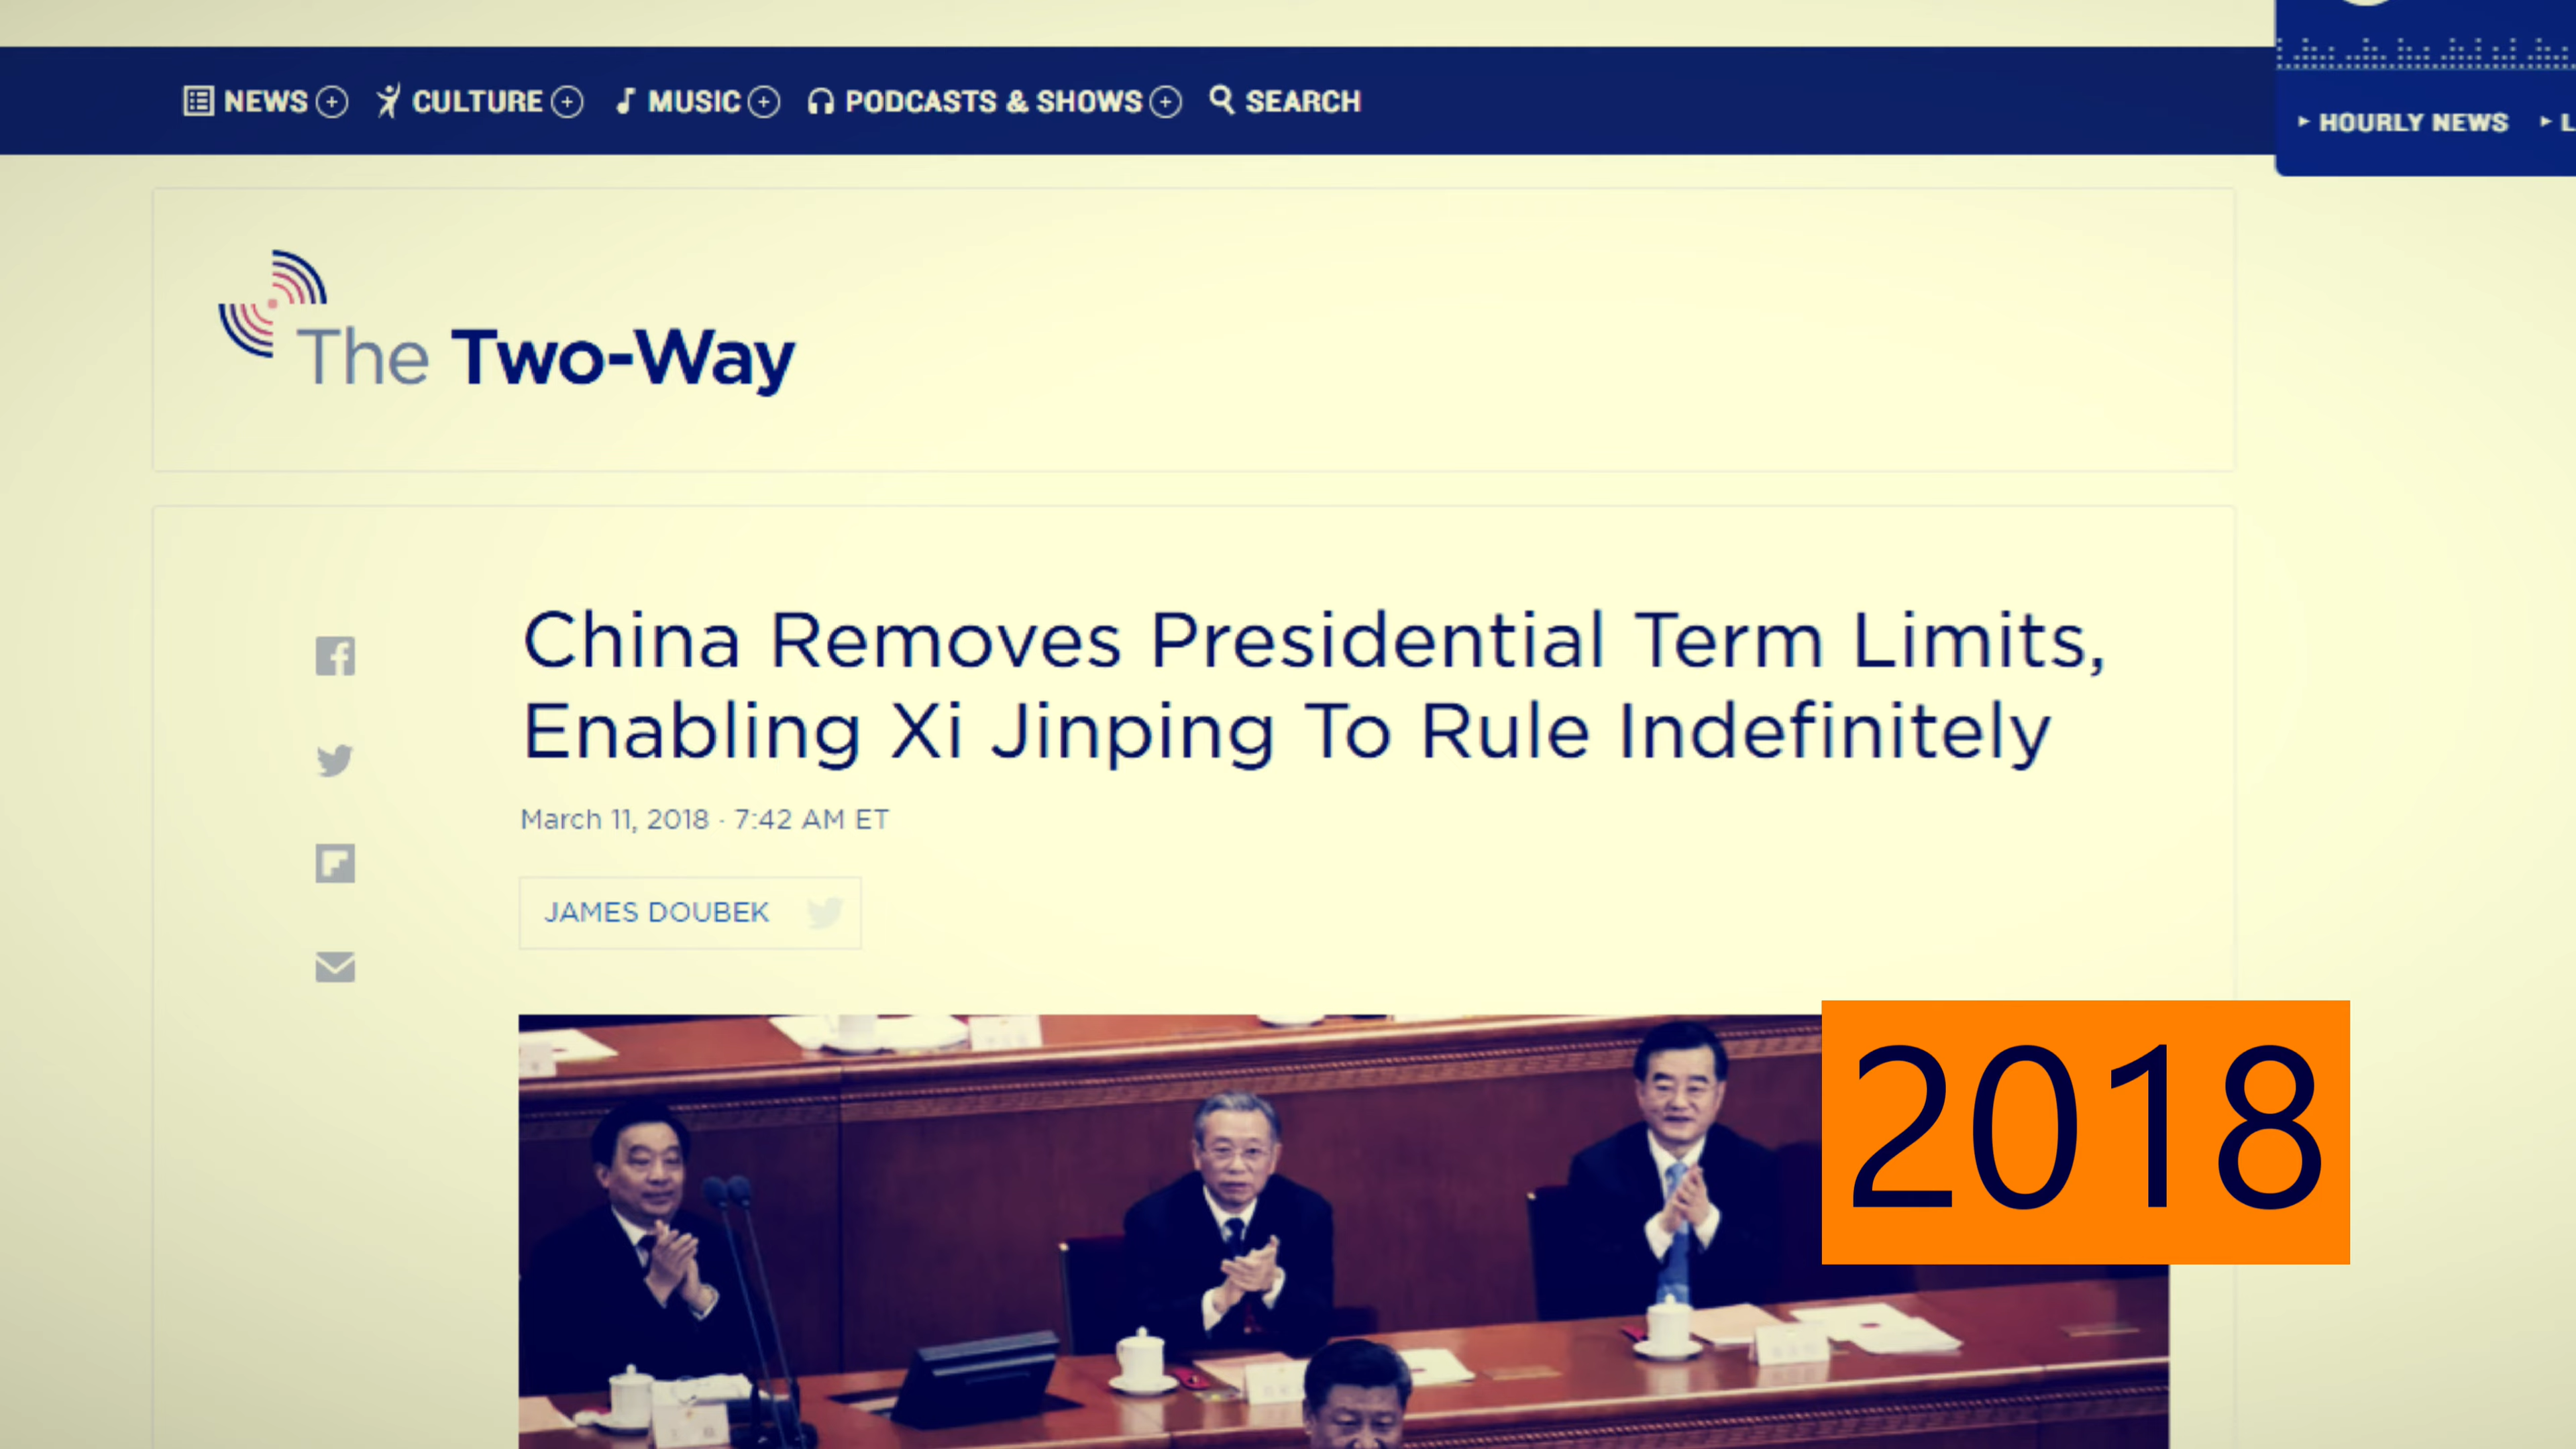 NEWS CULTURE MUSIC PODCASTS & SHOWS SEARCH
HOURLY NEWS
The Two-Way
China Removes Presidential Term Limits,
Enabling Xi Jinping To Rule Indefinitely
March 11, 2018 · 7:42 AM ET
JAMES DOUBEK
2018